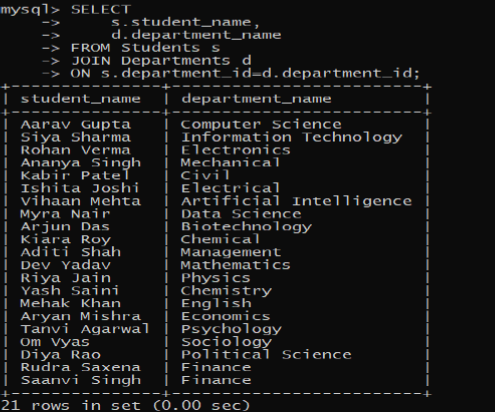 mysql> SELECT
    ->     s.student_name,
    ->     d.department_name
    -> FROM Students s
    -> JOIN Departments d
    -> ON s.department_id=d.department_id;
+---------------+-------------------------+
| student_name  | department_name         |
+---------------+-------------------------+
| Aarav Gupta   | Computer Science        |
| Siya Sharma   | Information Technology  |
| Rohan Verma   | Electronics             |
| Ananya Singh  | Mechanical              |
| Kabir Patel   | Civil                   |
| Ishita Joshi  | Electrical              |
| Vihaan Mehta  | Artificial Intelligence |
| Myra Nair     | Data Science            |
| Arjun Das     | Biotechnology           |
| Kiara Roy     | Chemical                |
| Aditi Shah    | Management              |
| Dev Yadav     | Mathematics             |
| Riya Jain     | Physics                 |
| Yash Saini    | Chemistry               |
| Mehak Khan    | English                 |
| Aryan Mishra  | Economics               |
| Tanvi Agarwal | Psychology              |
| Om Vyas       | Sociology               |
| Diya Rao      | Political Science       |
| Rudra Saxena  | Finance                 |
| Saanvi Singh  | Finance                 |
+---------------+-------------------------+
21 rows in set (0.00 sec)